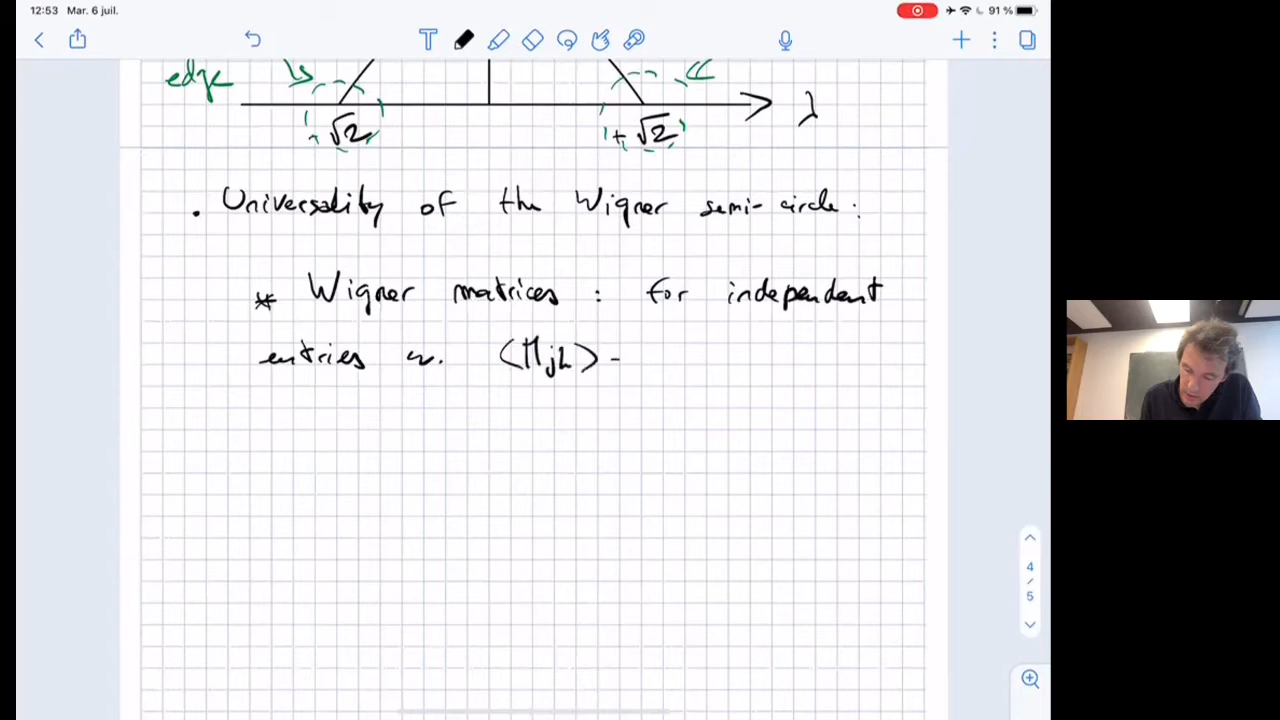 12:53 Mar. 6 juil.
91 %
edge
- √2
+ √2
λ
. Universality of the Wigner semi-circle :
* Wigner matrices : for independent
entries w. ⟨Mjk⟩ -
4
/
5